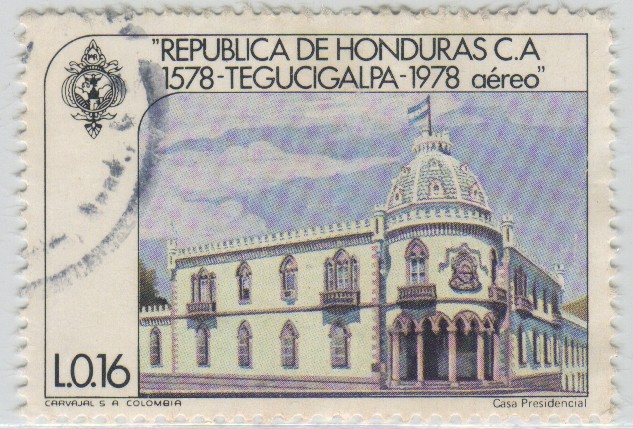 "REPUBLICA DE HONDURAS C.A
1578-TEGUCIGALPA-1978 aéreo"
L.0.16
CARVAJAL S A COLOMBIA
Casa Presidencial